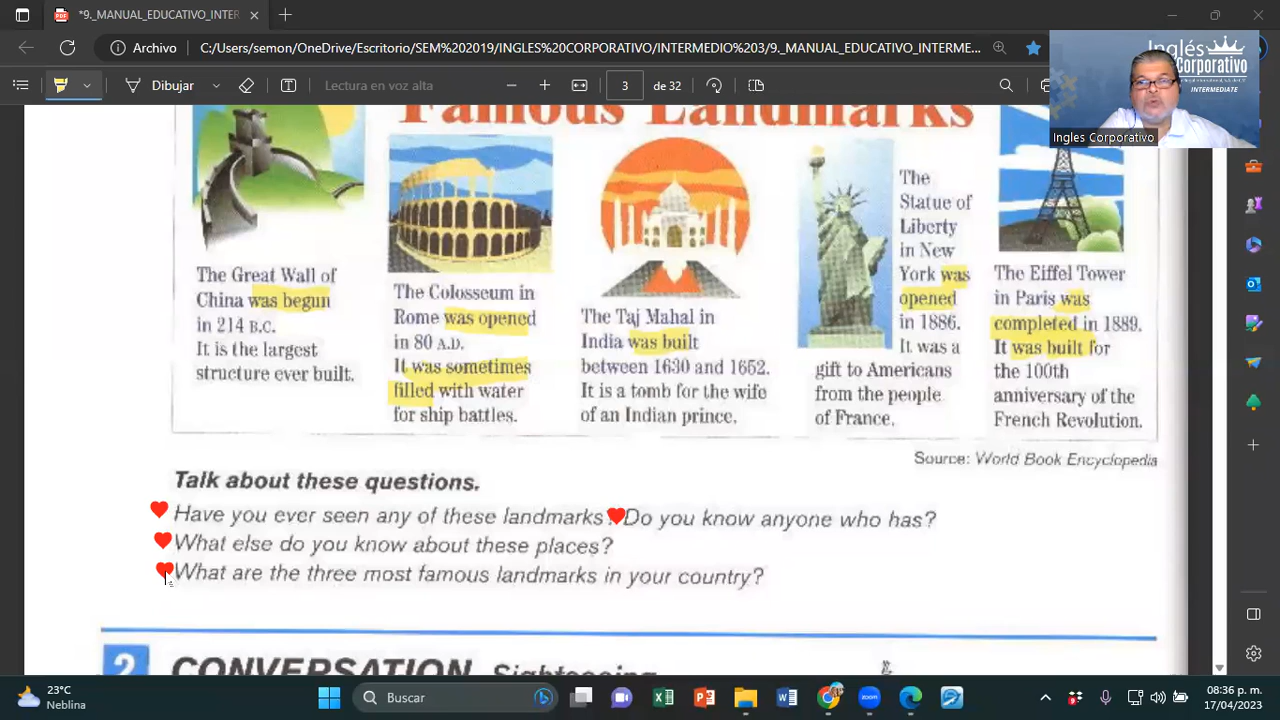 *9._MANUAL_EDUCATIVO_INTERM
Archivo
C:/Users/semon/OneDrive/Escritorio/SEM%202019/INGLES%20CORPORATIVO/INTERMEDIO%203/9._MANUAL_EDUCATIVO_INTERME...
Dibujar
Lectura en voz alta
3
de 32
Inglés
Corporativo
INTERMEDIATE
Ingles Corporativo
Famous Landmarks
The Great Wall of
China was begun
in 214 B.C.
It is the largest
structure ever built.
The Colosseum in
Rome was opened
in 80 A.D.
It was sometimes
filled with water
for ship battles.
The Taj Mahal in
India was built
between 1630 and 1652.
It is a tomb for the wife
of an Indian prince.
The
Statue of
Liberty
in New
York was
opened
in 1886.
It was a
gift to Americans
from the people
of France.
The Eiffel Tower
in Paris was
completed in 1889.
It was built for
the 100th
anniversary of the
French Revolution.
Source: World Book Encyclopedia
Talk about these questions.
Have you ever seen any of these landmarks? Do you know anyone who has?
What else do you know about these places?
What are the three most famous landmarks in your country?
2 CONVERSATION Sightseeing
23°C
Neblina
Buscar
08:36 p. m.
17/04/2023